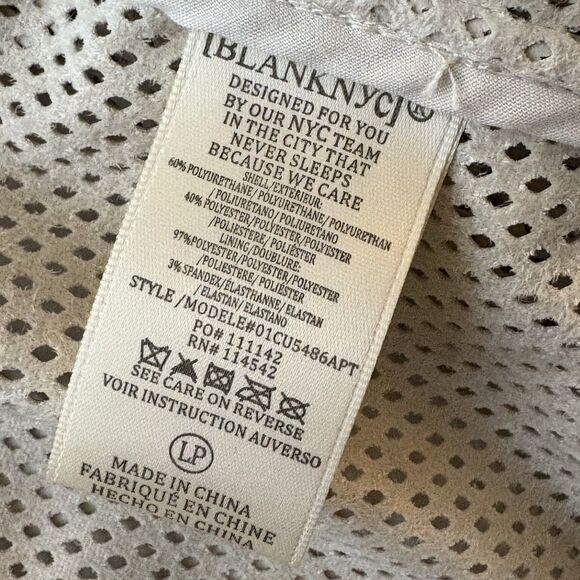 [BLANKNYC]®
DESIGNED FOR YOU
BY OUR NYC TEAM
IN THE CITY THAT
NEVER SLEEPS
BECAUSE WE CARE
SHELL/EXTÉRIEUR:
60% POLYURETHANE/POLYURETHANE/POLYURETHAN
/POLIURETANO/POLIURETANO
40% POLYESTER/POLYESTER/POLYESTER
/POLIESTERE/POLIÉSTER
LINING/DOUBLURE:
97%POLYESTER/POLYESTER/POLYESTER
/POLIESTERE/POLIÉSTER
3% SPANDEX/ÉLASTHANNE/ELASTAN
/ELASTAN/ELASTANO
STYLE /MODELE#01CU5486APT
PO# 111142
RN# 114542
SEE CARE ON REVERSE
VOIR INSTRUCTION AUVERSO
LP
MADE IN CHINA
FABRIQUÉ EN CHINE
HECHO EN CHINA